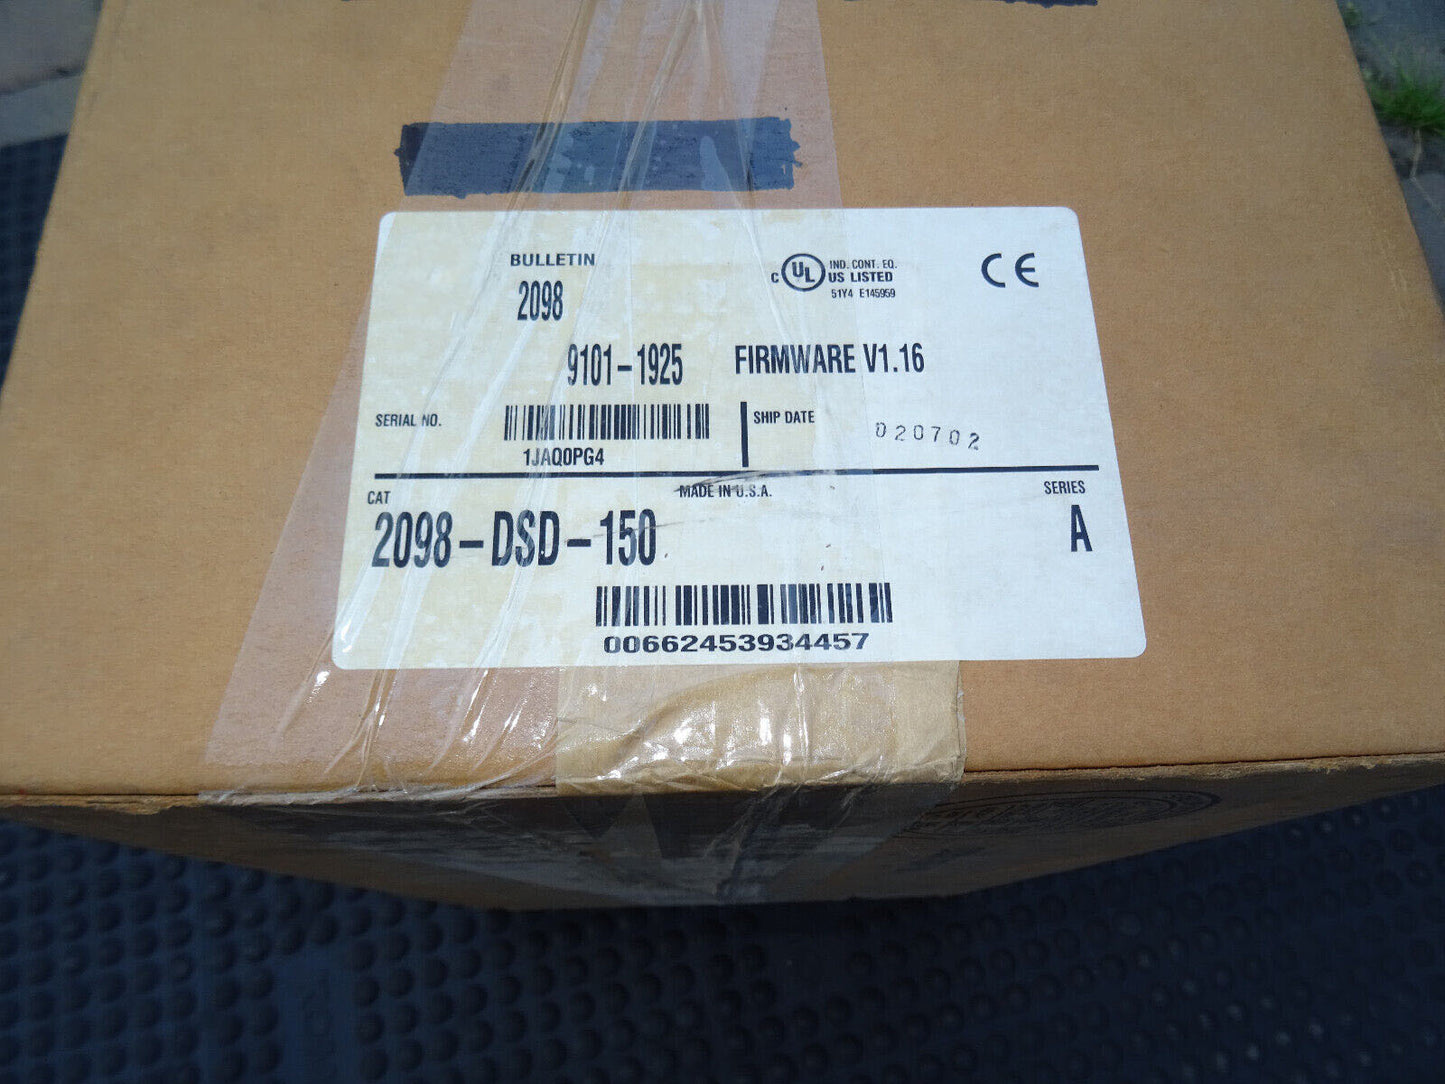 BULLETIN
2098
C UL US LISTED
IND. CONT. EQ.
51Y4 E145959
CE
9101-1925 FIRMWARE V1.16
SERIAL NO.
1JAQ0PG4
SHIP DATE 020702
CAT MADE IN U.S.A. SERIES
2098-DSD-150 A
00662453934457